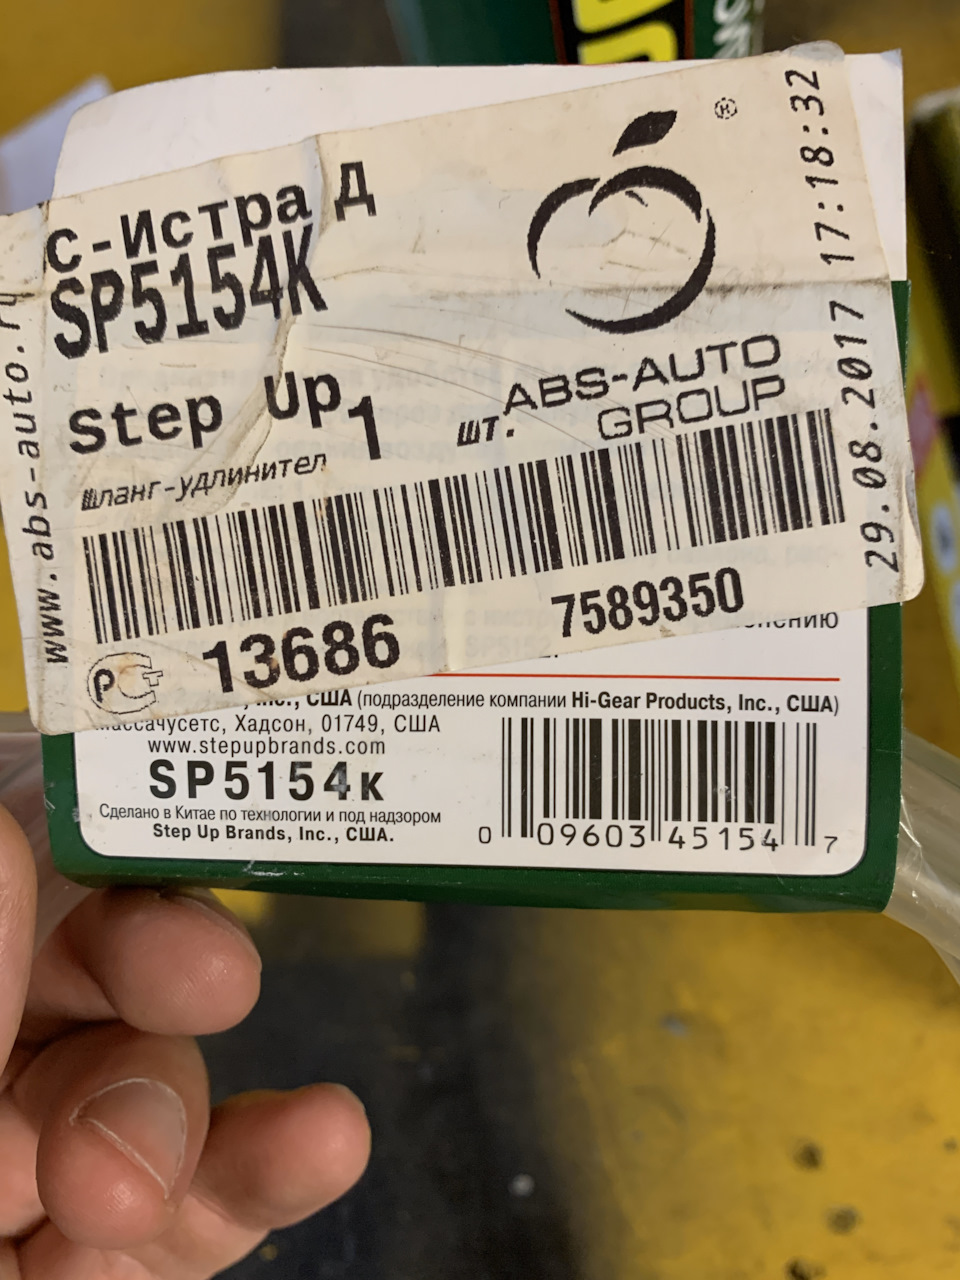 с-Истра Д
SP5154K
Step Up 1 шт.
шланг-удлинител
ABS-AUTO
GROUP
®
13686
7589350
www.abs-auto.ru
29.08.2017 17:18:32
РСТ
США (подразделение компании Hi-Gear Products, Inc., США)
Массачусетс, Хадсон, 01749, США
www.stepupbrands.com
SP5154K
Сделано в Китае по технологии и под надзором
Step Up Brands, Inc., США.
0 09603 45154 7